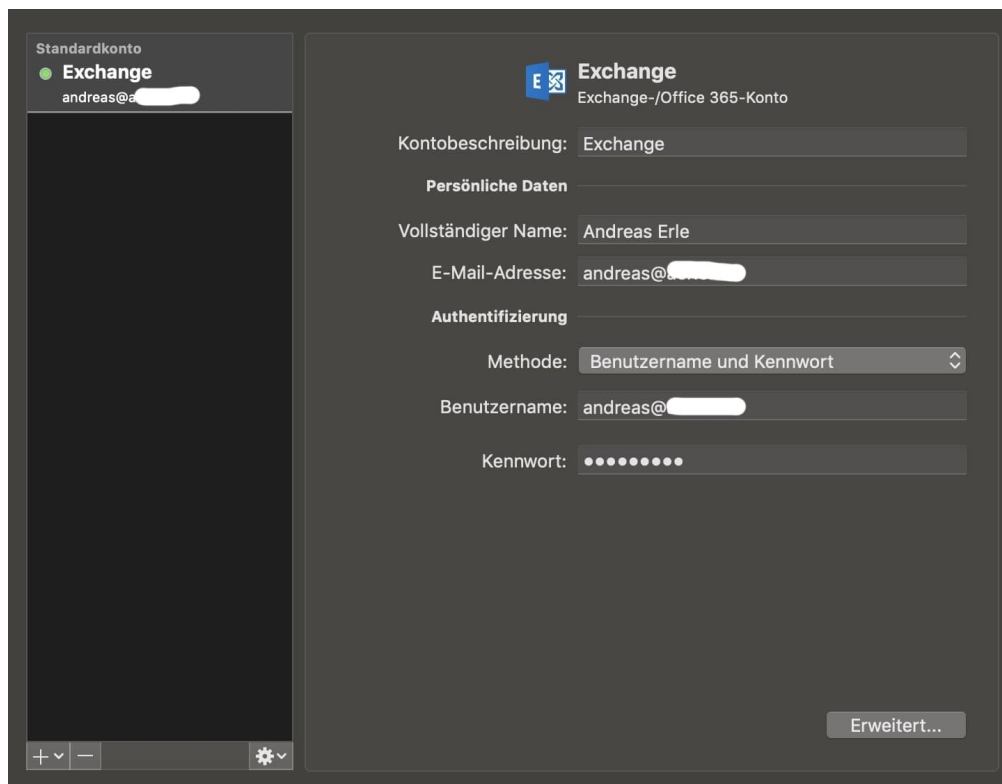 Standardkonto
Exchange
andreas@a
Exchange
Exchange-/Office 365-Konto
Kontobeschreibung: Exchange
Persönliche Daten
Vollständiger Name: Andreas Erle
E-Mail-Adresse: andreas@
Authentifizierung
Methode: Benutzername und Kennwort
Benutzername: andreas@
Kennwort: •••••••••
Erweitert...